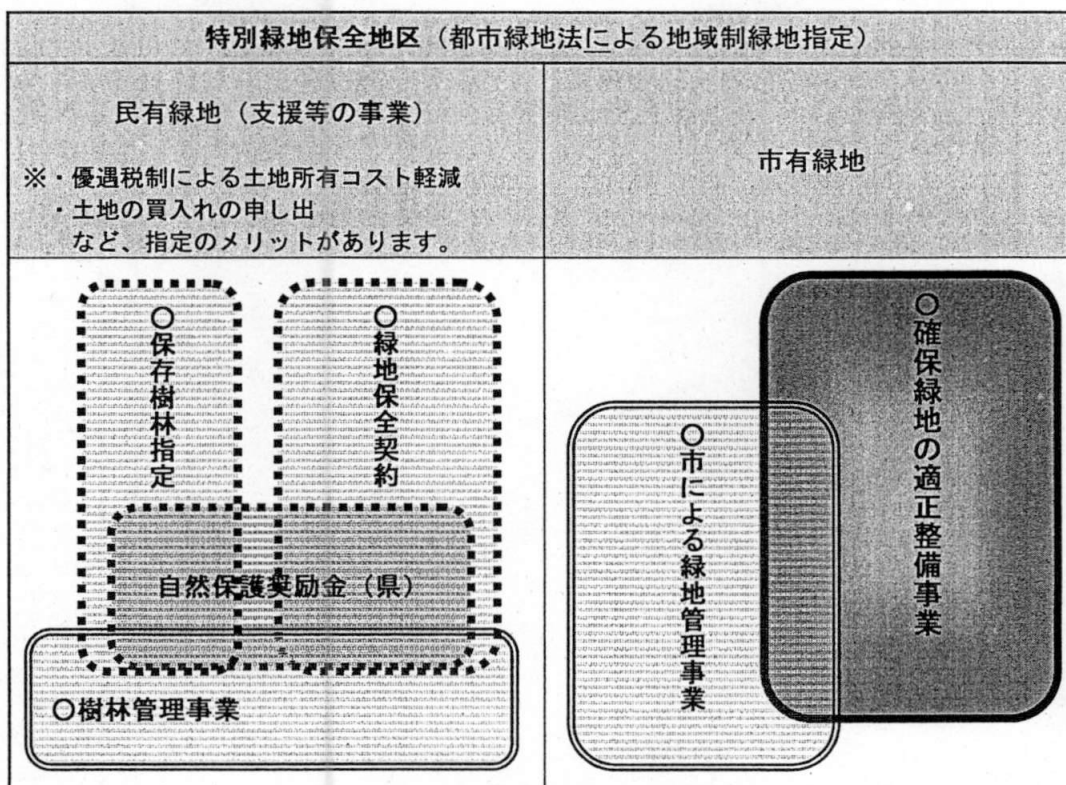 特別緑地保全地区（都市緑地法による地域制緑地指定）
民有緑地（支援等の事業）
※・優遇税制による土地所有コスト軽減
・土地の買入れの申し出
など、指定のメリットがあります。
市有緑地
○保存樹林指定
○緑地保全契約
自然保護奨励金（県）
○樹林管理事業
○市による緑地管理事業
○確保緑地の適正整備事業